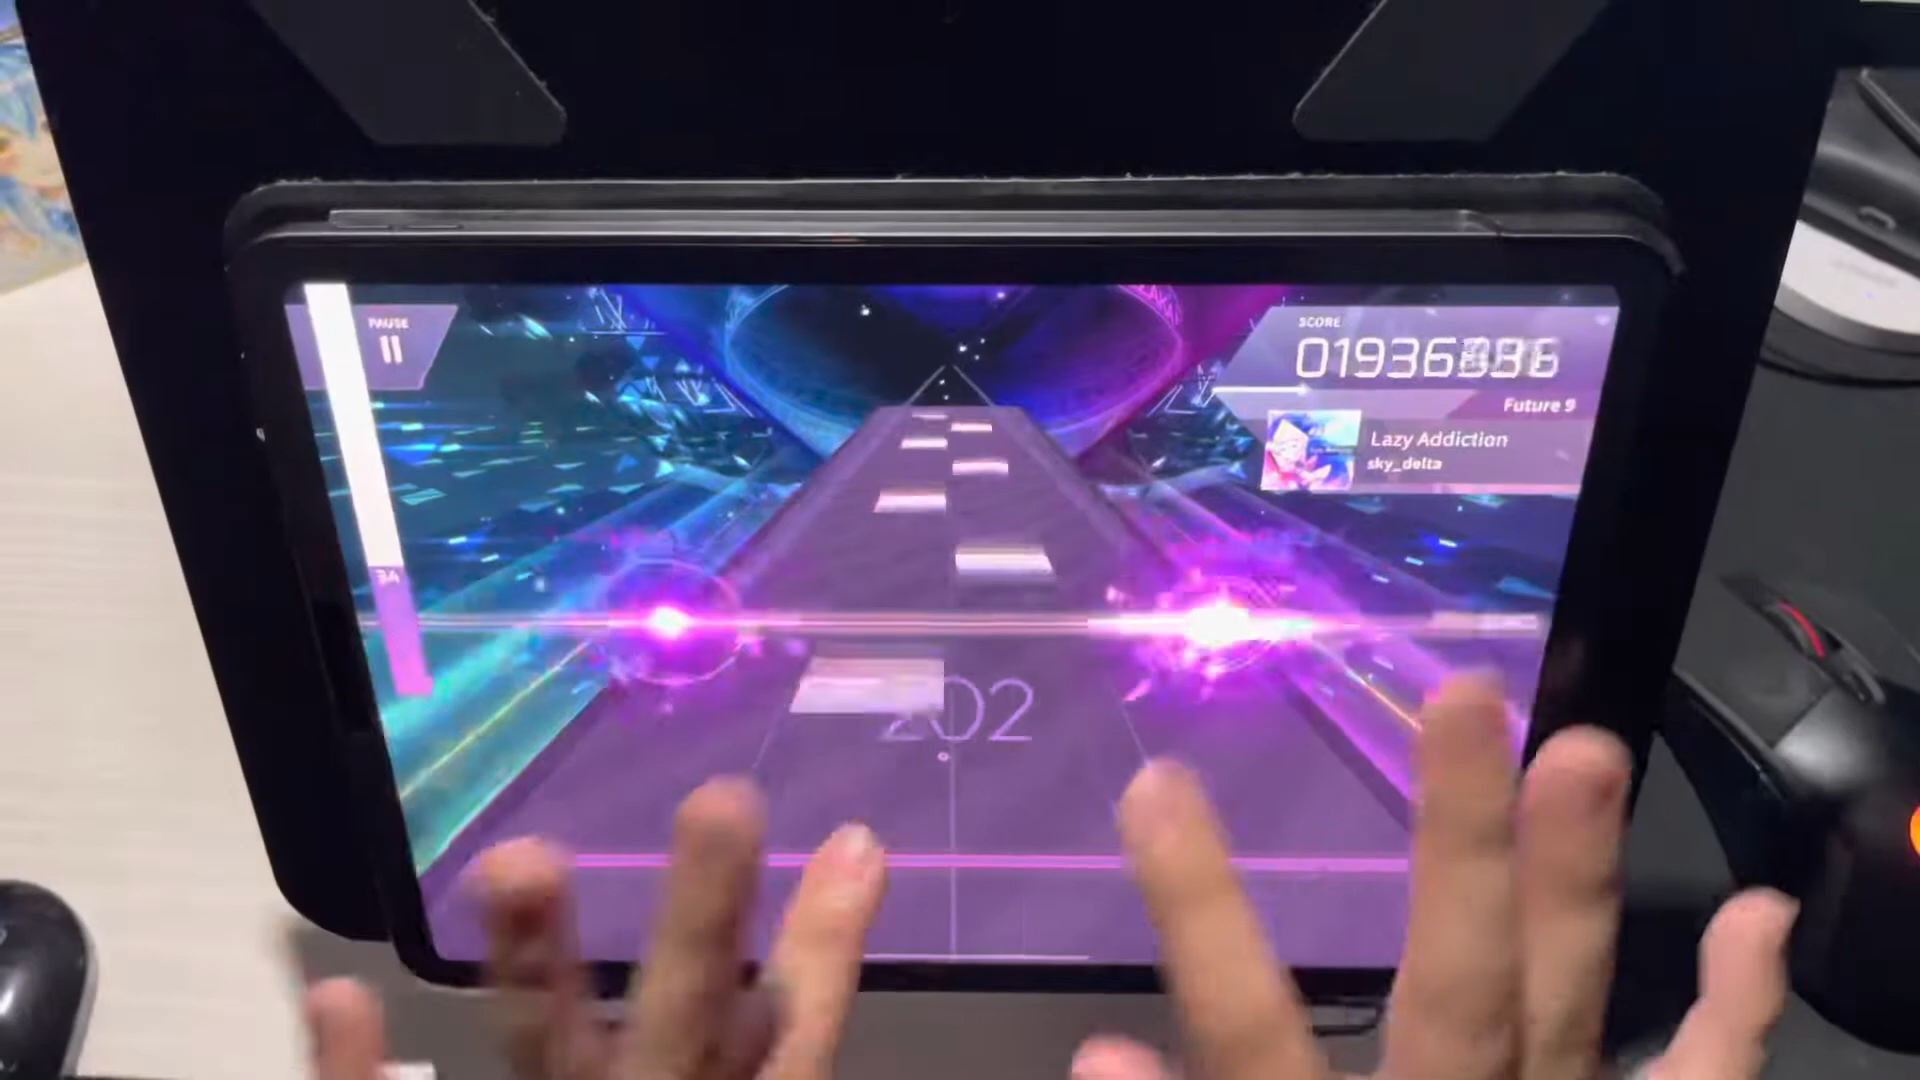 PAUSE
SCORE
Future 9
Lazy Addiction
sky_delta
202